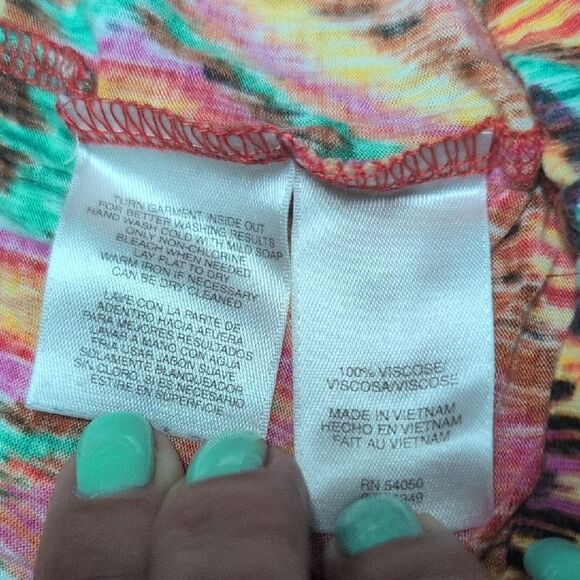 TURN GARMENT INSIDE OUT
FOR BETTER WASHING RESULTS
HAND WASH COLD WITH MILD SOAP
ONLY NON-CHLORINE
BLEACH WHEN NEEDED
LAY FLAT TO DRY
WARM IRON IF NECESSARY
CAN BE DRY CLEANED
LAVE CON LA PARTE DE
ADENTRO HACIA AFUERA
PARA MEJORES RESULTADOS
LAVAR A MANO CON AGUA
FRIA, USAR JABON SUAVE
SOLAMENTE BLANQUEADOR
SIN CLORO, SI ES NECESARIO
ESTIRE EN SUPERFICIE
100% VISCOSE/
VISCOSA/VISCOSE
MADE IN VIETNAM
HECHO EN VIETNAM
FAIT AU VIETNAM
RN 54050